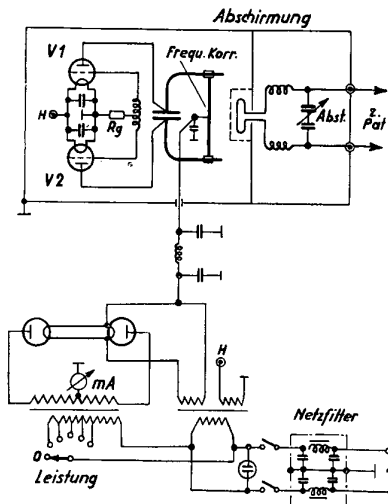 Abschirmung
V1
Frequ. Korr.
H
Rg
V2
Abst.
z.
Pat
H
mA
Netzfilter
0
Leistung